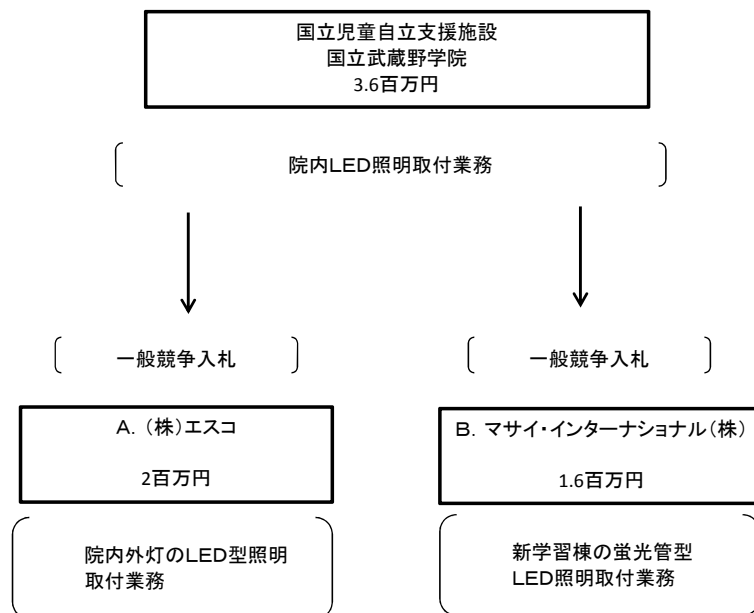 国立児童自立支援施設
国立武蔵野学院
3.6百万円
院内LED照明取付業務
一般競争入札
一般競争入札
A．（株）エスコ
2百万円
B．マサイ・インターナショナル（株）
1.6百万円
院内外灯のLED型照明
取付業務
新学習棟の蛍光管型
LED照明取付業務